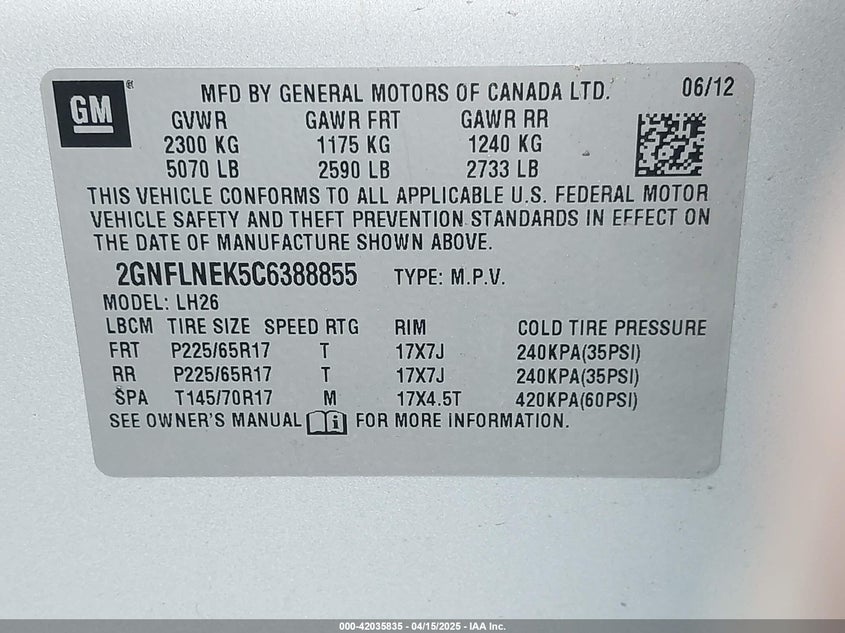 GM
MFD BY GENERAL MOTORS OF CANADA LTD. 06/12
GVWR GAWR FRT GAWR RR
2300 KG 1175 KG 1240 KG
5070 LB 2590 LB 2733 LB
THIS VEHICLE CONFORMS TO ALL APPLICABLE U.S. FEDERAL MOTOR
VEHICLE SAFETY AND THEFT PREVENTION STANDARDS IN EFFECT ON
THE DATE OF MANUFACTURE SHOWN ABOVE.
2GNFLNEK5C6388855 TYPE: M.P.V.
MODEL: LH26
LBCM TIRE SIZE SPEED RTG RIM COLD TIRE PRESSURE
FRT P225/65R17 T 17X7J 240KPA(35PSI)
RR P225/65R17 T 17X7J 240KPA(35PSI)
SPA T145/70R17 M 17X4.5T 420KPA(60PSI)
SEE OWNER'S MANUAL FOR MORE INFORMATION.
000-42035835 - 04/15/2025 - IAA Inc.